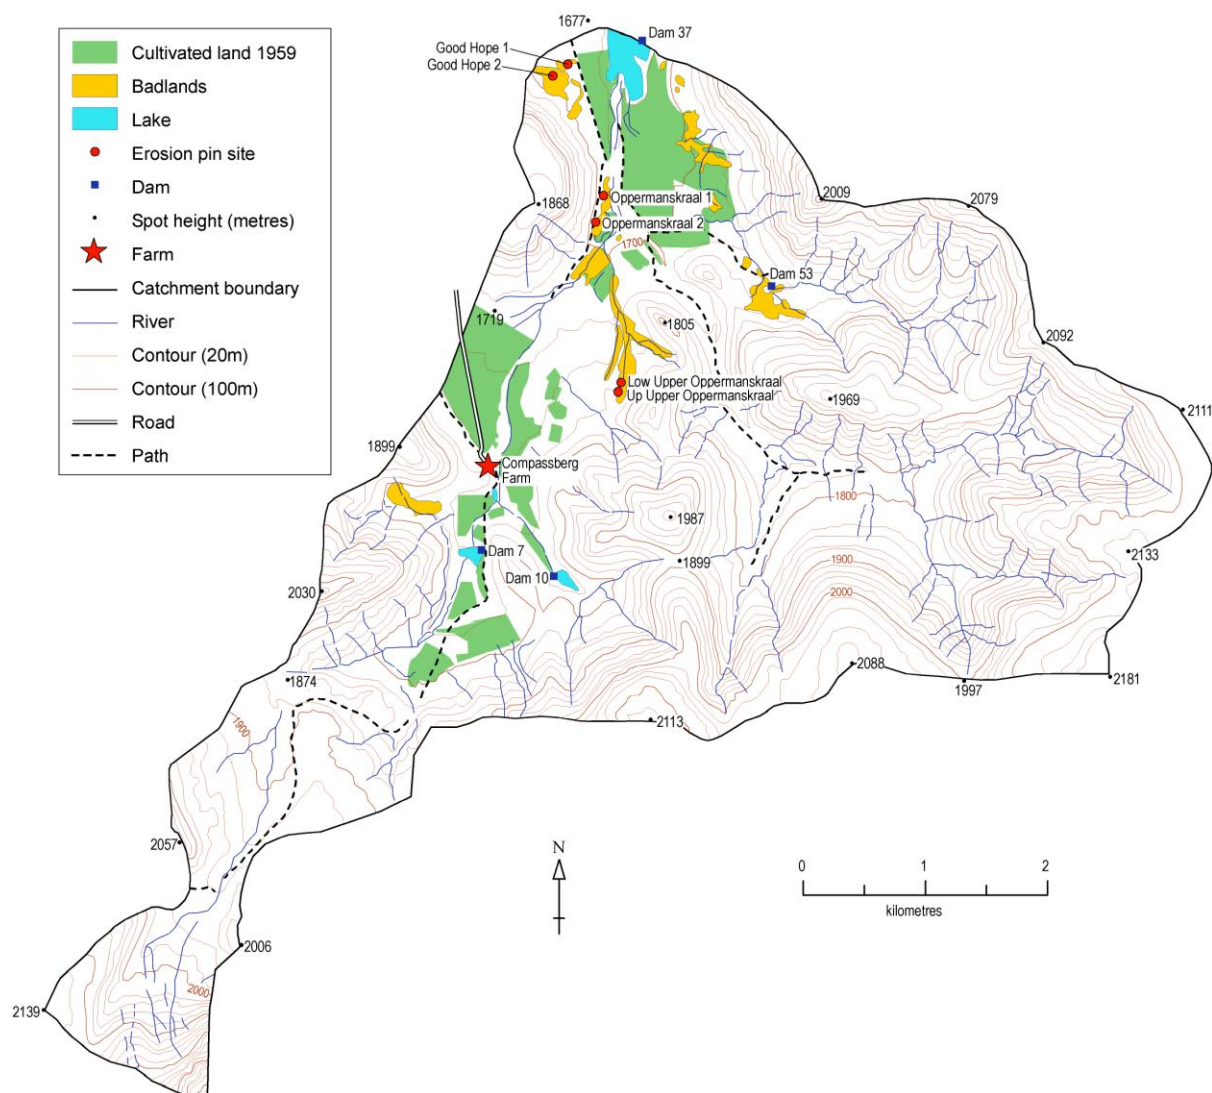 Cultivated land 1959
Badlands
Lake
Erosion pin site
Dam
Spot height (metres)
Farm
Catchment boundary
River
Contour (20m)
Contour (100m)
Road
Path
1677
Dam 37
Good Hope 1
Good Hope 2
1868
Oppermanskraal 1
2009
2079
Oppermanskraal 2
1700
Dam 53
1719
1805
2092
Low Upper Oppermanskraal
Up Upper Oppermanskraal
1969
2111
1899
Compassberg
Farm
1800
1987
Dam 7
1899
1900
2133
Dam 10
2030
2000
2088
1874
1997
2181
1900
2113
2057
N
0 1 2
kilometres
2006
2000
2139